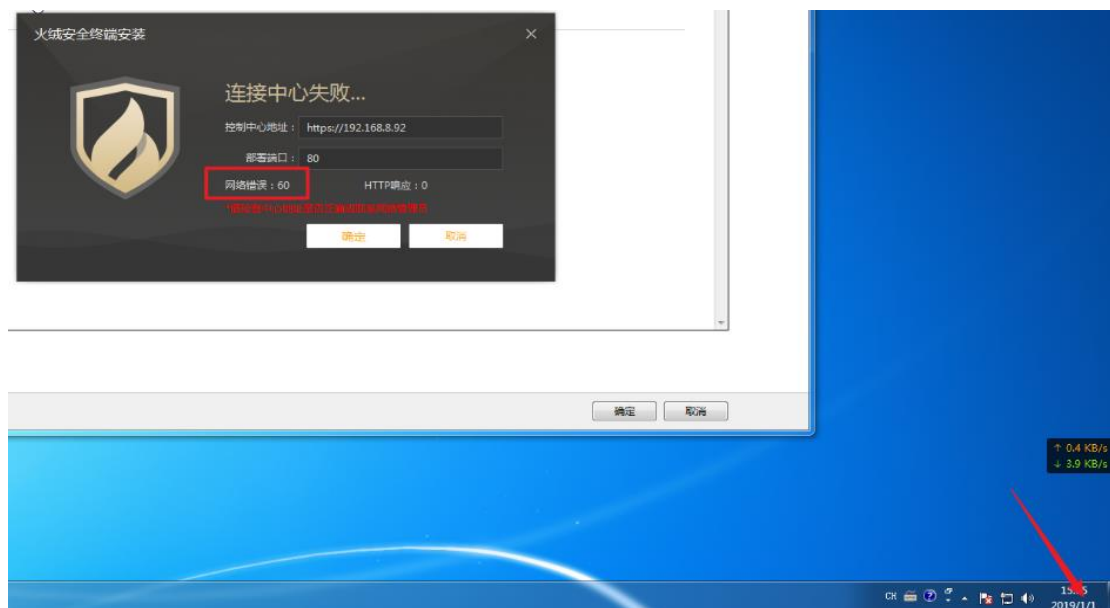 火绒安全终端安装
连接中心失败...
控制中心地址： https://192.168.8.92
部署端口： 80
网络错误：60 HTTP响应：0
确定 取消
确定 取消
↑ 0.4 KB/s
↓ 3.9 KB/s
CH
2019/1/1